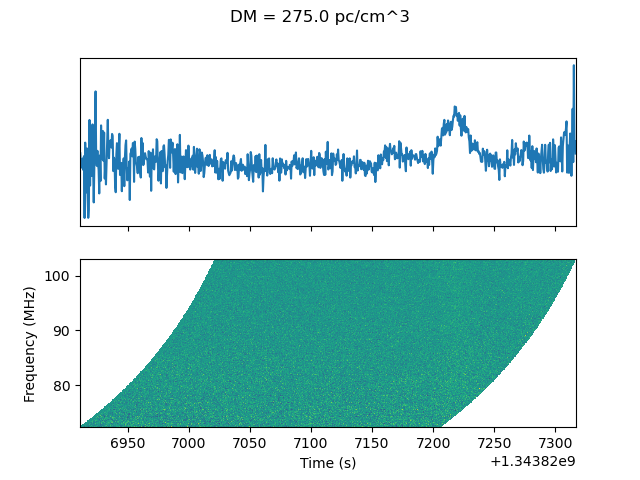 DM = 275.0 pc/cm^3
100
90
80
Frequency (MHz)
6950 7000 7050 7100 7150 7200 7250 7300
Time (s)
+1.34382e9